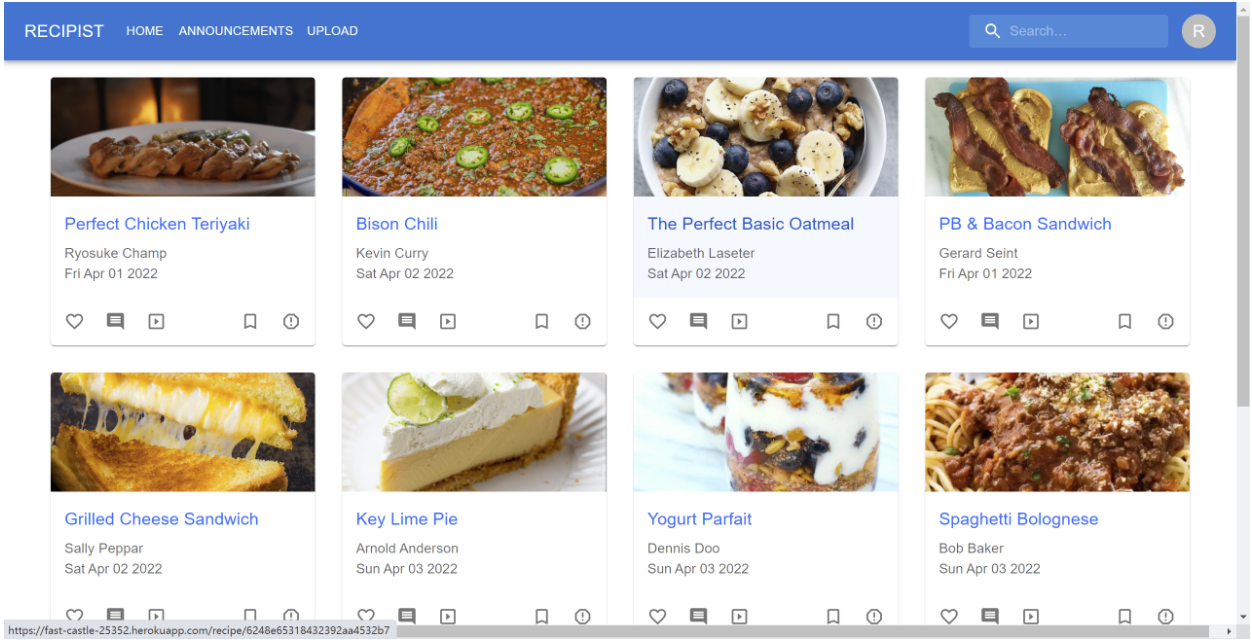 RECIPIST HOME ANNOUNCEMENTS UPLOAD Search... R
Perfect Chicken Teriyaki
Ryosuke Champ
Fri Apr 01 2022
Bison Chili
Kevin Curry
Sat Apr 02 2022
The Perfect Basic Oatmeal
Elizabeth Laseter
Sat Apr 02 2022
PB & Bacon Sandwich
Gerard Seint
Fri Apr 01 2022
Grilled Cheese Sandwich
Sally Peppar
Sat Apr 02 2022
Key Lime Pie
Arnold Anderson
Sun Apr 03 2022
Yogurt Parfait
Dennis Doo
Sun Apr 03 2022
Spaghetti Bolognese
Bob Baker
Sun Apr 03 2022
https://fast-castle-25352.herokuapp.com/recipe/6248e65318432392aa4532b7